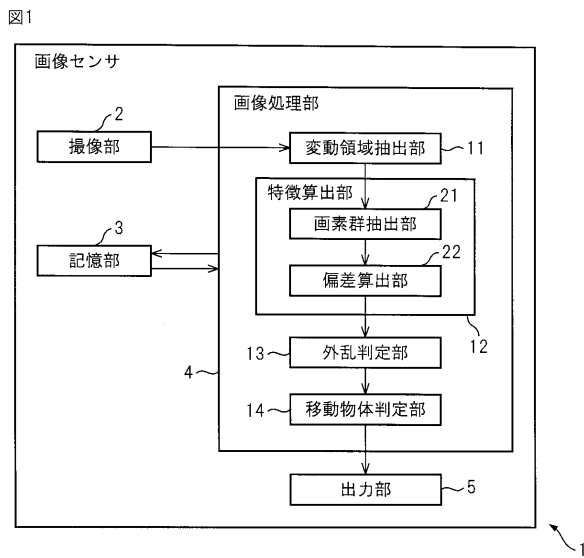 図1
画像センサ
画像処理部
2
撮像部
変動領域抽出部
11
特徴算出部
21
画素群抽出部
3
記憶部
22
偏差算出部
12
13
外乱判定部
4
14
移動物体判定部
出力部
5
1